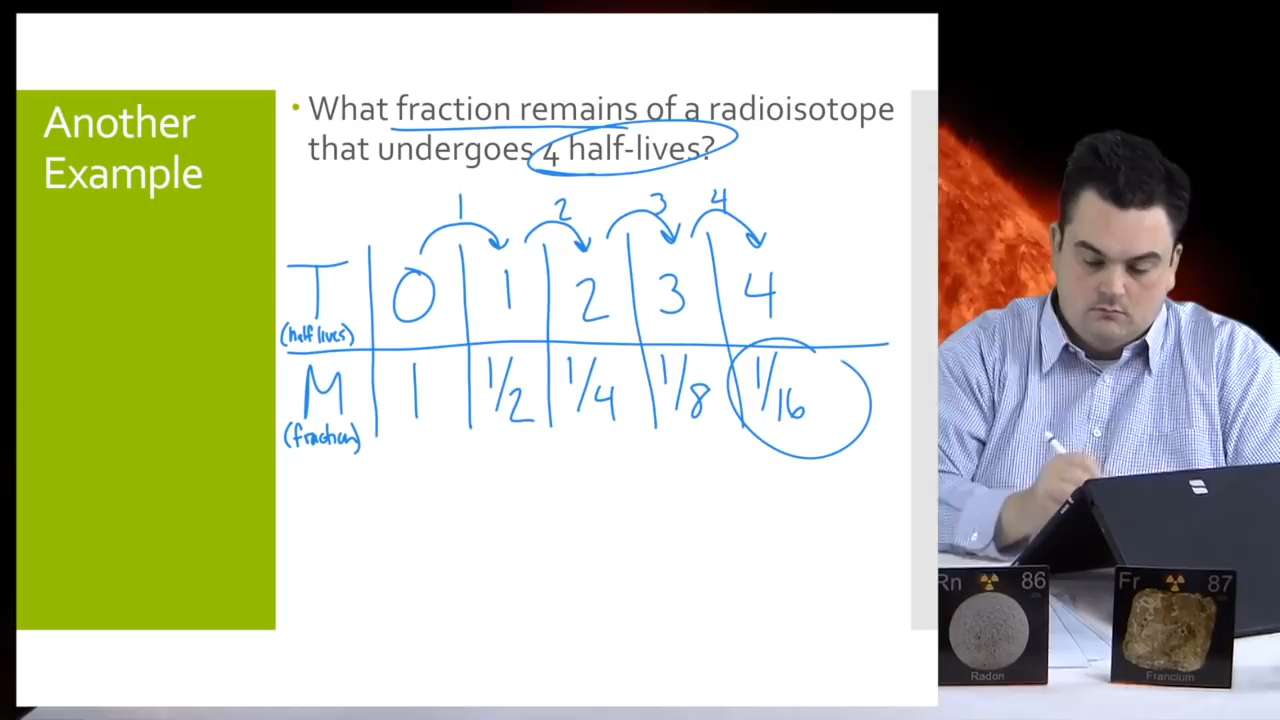 Another
Example
• What fraction remains of a radioisotope
that undergoes 4 half-lives?
1 2 3 4
T 0 1 2 3 4
(half lives)
M 1 1/2 1/4 1/8 1/16
(fraction)
Rn 86
Radon
Fr 87
Francium